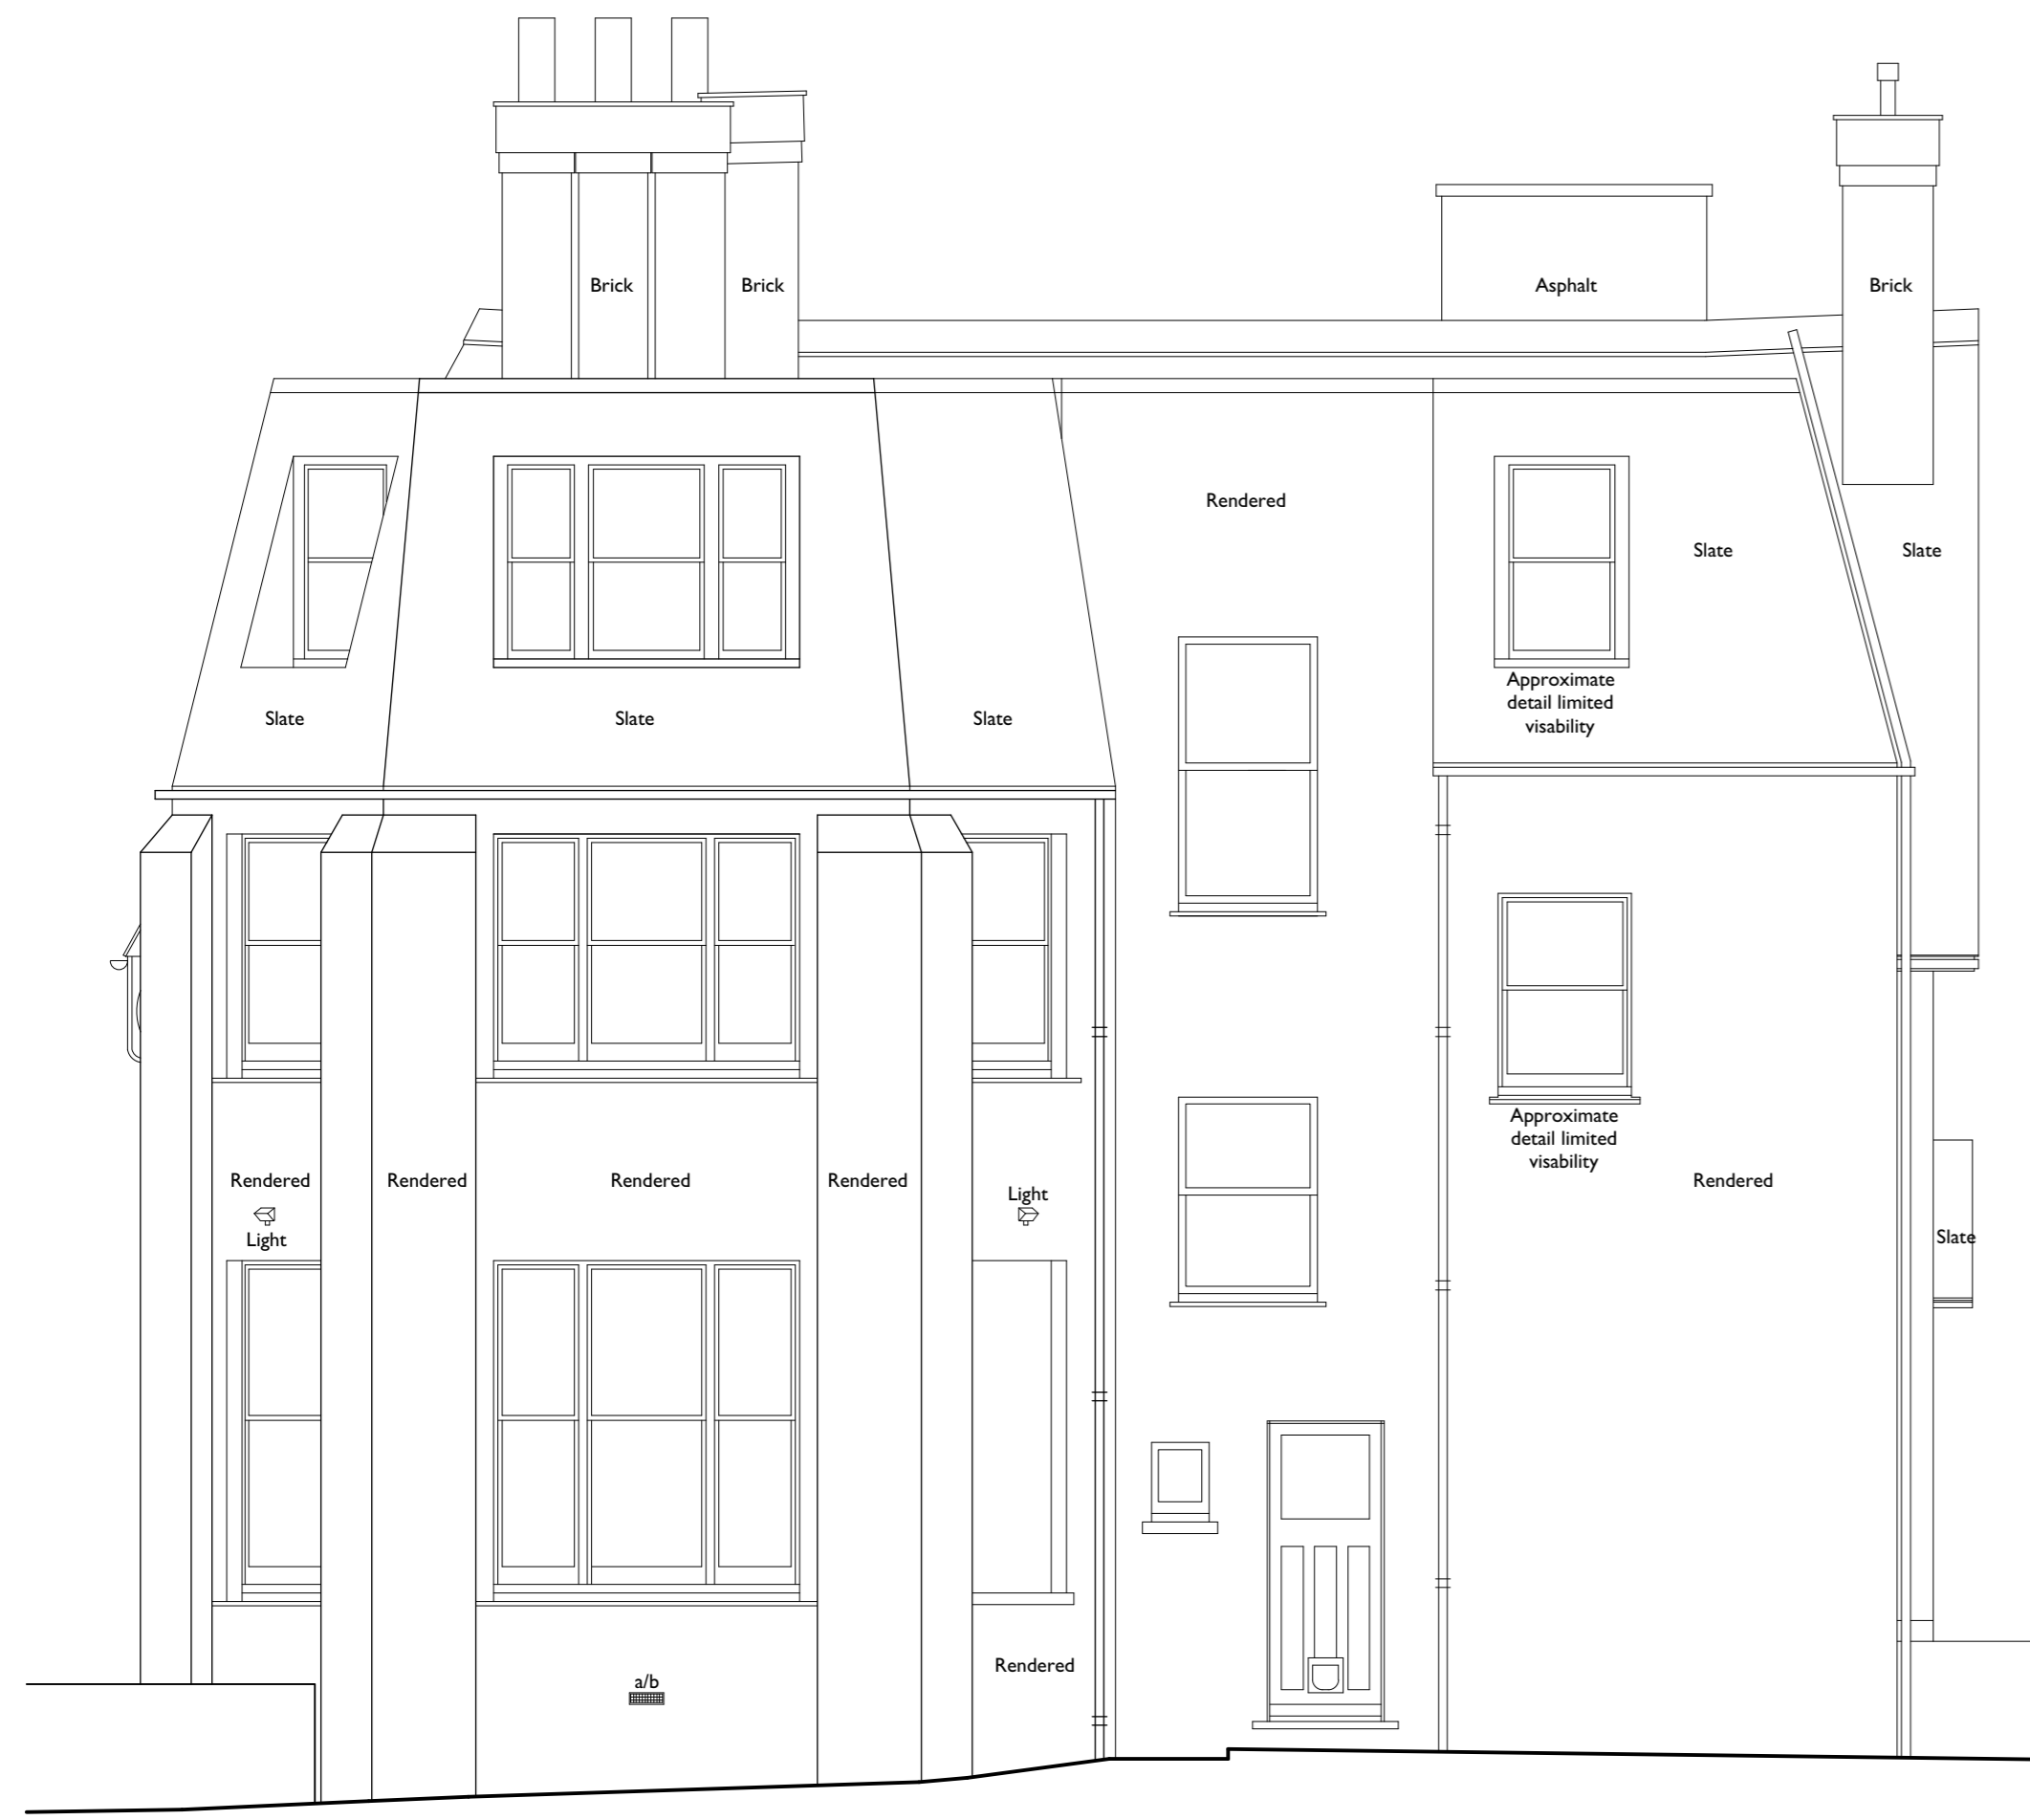 Brick
Brick
Asphalt
Brick
Rendered
Slate
Slate
Approximate
detail limited
visability
Slate
Slate
Slate
Approximate
detail limited
visability
Rendered
Rendered
Rendered
Rendered
Light
Rendered
Light
Slate
Rendered
a/b